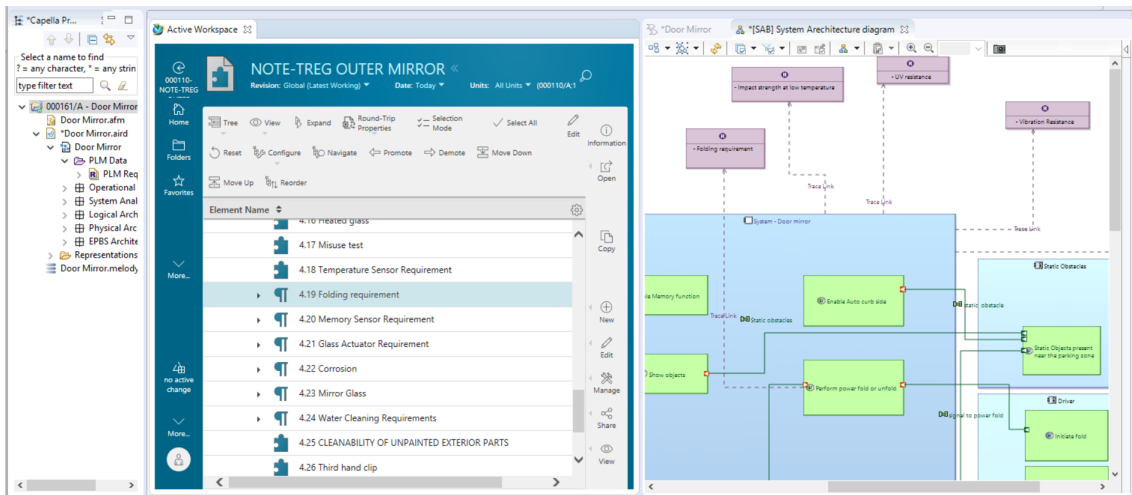 *Capella Pr...
Select a name to find
? = any character, * = any strin
type filter text
000161/A - Door Mirror
Door Mirror.afm
*Door Mirror.aird
Door Mirror
PLM Data
PLM Req
Operational
System Anal
Logical Arch
Physical Arc
EPBS Archite
Representations
Door Mirror.melody
Active Workspace
000110-
NOTE-TREG
Home
Folders
Favorites
More...
no active
change
More...
NOTE-TREG OUTER MIRROR
Revision: Global (Latest Working) Date: Today Units: All Units (000110/A;1
Tree View Expand Round-Trip Properties Selection Mode Select All Edit
Reset Configure Navigate Promote Demote Move Down
Move Up Reorder
Element Name
4.16 Heated glass
4.17 Misuse test
4.18 Temperature Sensor Requirement
4.19 Folding requirement
4.20 Memory Sensor Requirement
4.21 Glass Actuator Requirement
4.22 Corrosion
4.23 Mirror Glass
4.24 Water Cleaning Requirements
4.25 CLEANABILITY OF UNPAINTED EXTERIOR PARTS
4.26 Third hand clip
Information
Open
Copy
New
Edit
Manage
Share
View
*Door Mirror
*[SAB] System Arechitecture diagram
- UV resistance
- Impact strength at low temperature
- Vibration Resistance
- Folding requirement
Trace Link
Trace Link
Trace Link
System - Door mirror
Static Obstacles
le Memory function
Enable Auto curb side
static obstacle
Trace Link
Static obstacles
Static Objects present
near the parking zone
Show objects
Perform power fold or unfold
Driver
signal to power fold
Initiate fold